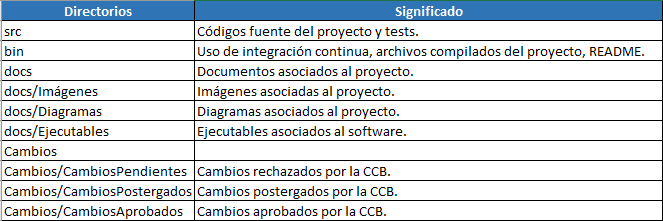 Directorios Significado
src Códigos fuente del proyecto y tests.
bin Uso de integración continua, archivos compilados del proyecto, README.
docs Documentos asociados al proyecto.
docs/Imágenes Imágenes asociadas al proyecto.
docs/Diagramas Diagramas asociados al proyecto.
docs/Ejecutables Ejecutables asociados al software.
Cambios
Cambios/CambiosPendientes Cambios rechazados por la CCB.
Cambios/CambiosPostergados Cambios postergados por la CCB.
Cambios/CambiosAprobados Cambios aprobados por la CCB.